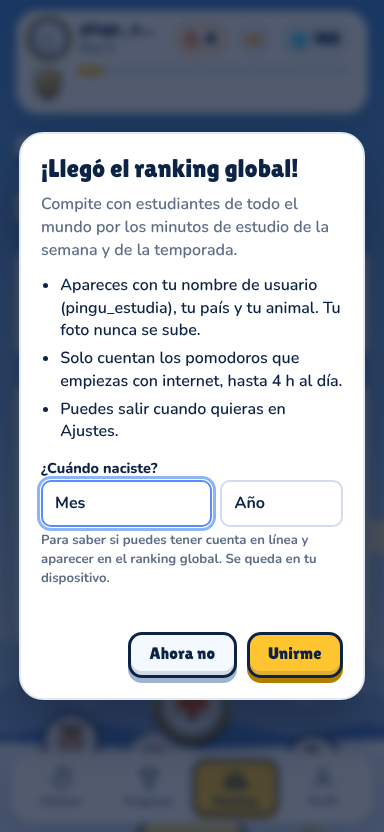 ¡Llegó el ranking global!
Compite con estudiantes de todo el
mundo por los minutos de estudio de la
semana y de la temporada.
• Apareces con tu nombre de usuario
(pingu_estudia), tu país y tu animal. Tu
foto nunca se sube.
• Solo cuentan los pomodoros que
empiezas con internet, hasta 4 h al día.
• Puedes salir cuando quieras en
Ajustes.
¿Cuándo naciste?
Mes Año
Para saber si puedes tener cuenta en línea y
aparecer en el ranking global. Se queda en tu
dispositivo.
Ahora no Unirme